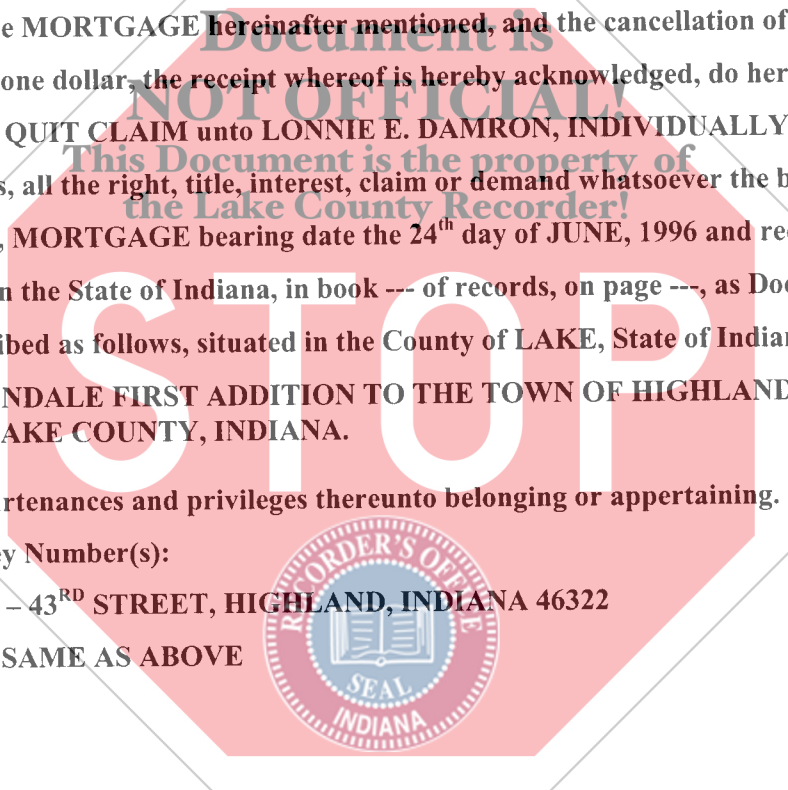 e MORTGAGE hereinafter mentioned, and the cancellation of
Document is
one dollar, the receipt whereof is hereby acknowledged, do her
NOT OFFICIAL!
QUIT CLAIM unto LONNIE E. DAMRON, INDIVIDUALLY
This Document is the property of
s, all the right, title, interest, claim or demand whatsoever the b
the Lake County Recorder!
, MORTGAGE bearing date the 24th day of JUNE, 1996 and rec
n the State of Indiana, in book --- of records, on page ---, as Doc
ibed as follows, situated in the County of LAKE, State of Indian
NDALE FIRST ADDITION TO THE TOWN OF HIGHLAND
AKE COUNTY, INDIANA.
STOP
rtenances and privileges thereunto belonging or appertaining.
ey Number(s):
– 43RD STREET, HIGHLAND, INDIANA 46322
SAME AS ABOVE
RECORDER'S OFFICE
SEAL
INDIANA